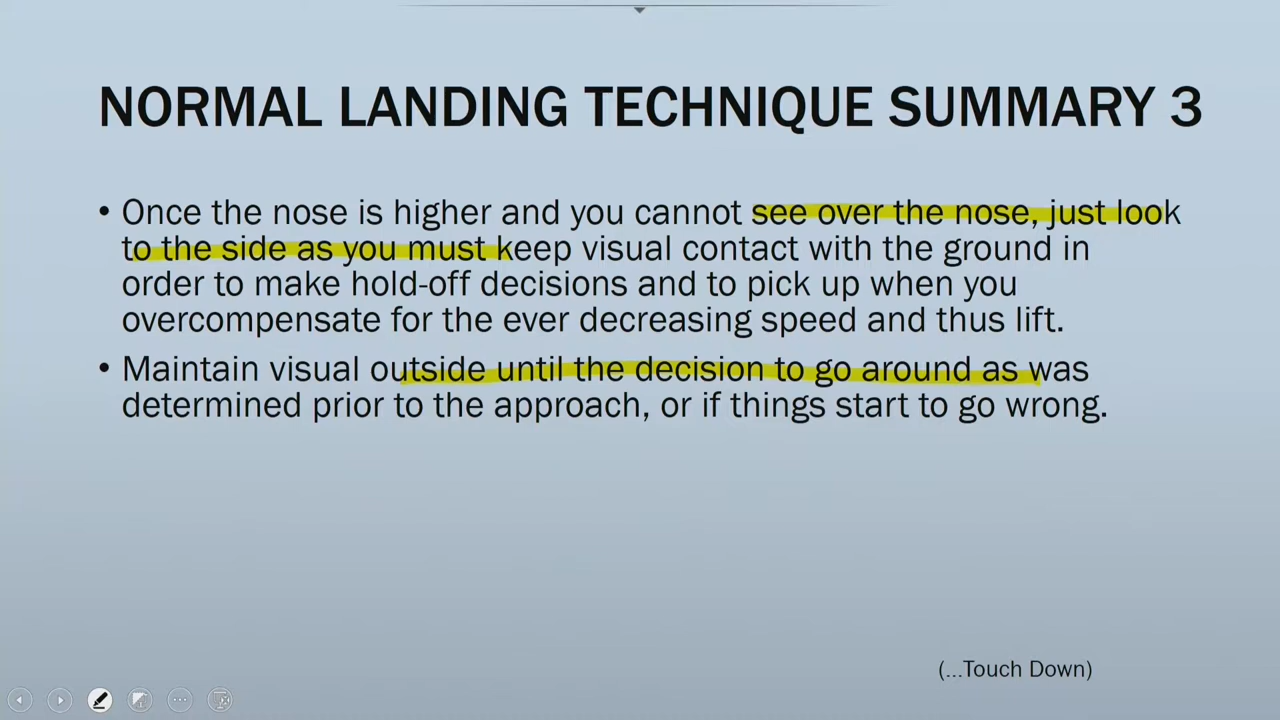 NORMAL LANDING TECHNIQUE SUMMARY 3
• Once the nose is higher and you cannot see over the nose, just look
to the side as you must keep visual contact with the ground in
order to make hold-off decisions and to pick up when you
overcompensate for the ever decreasing speed and thus lift.
• Maintain visual outside until the decision to go around as was
determined prior to the approach, or if things start to go wrong.
(...Touch Down)